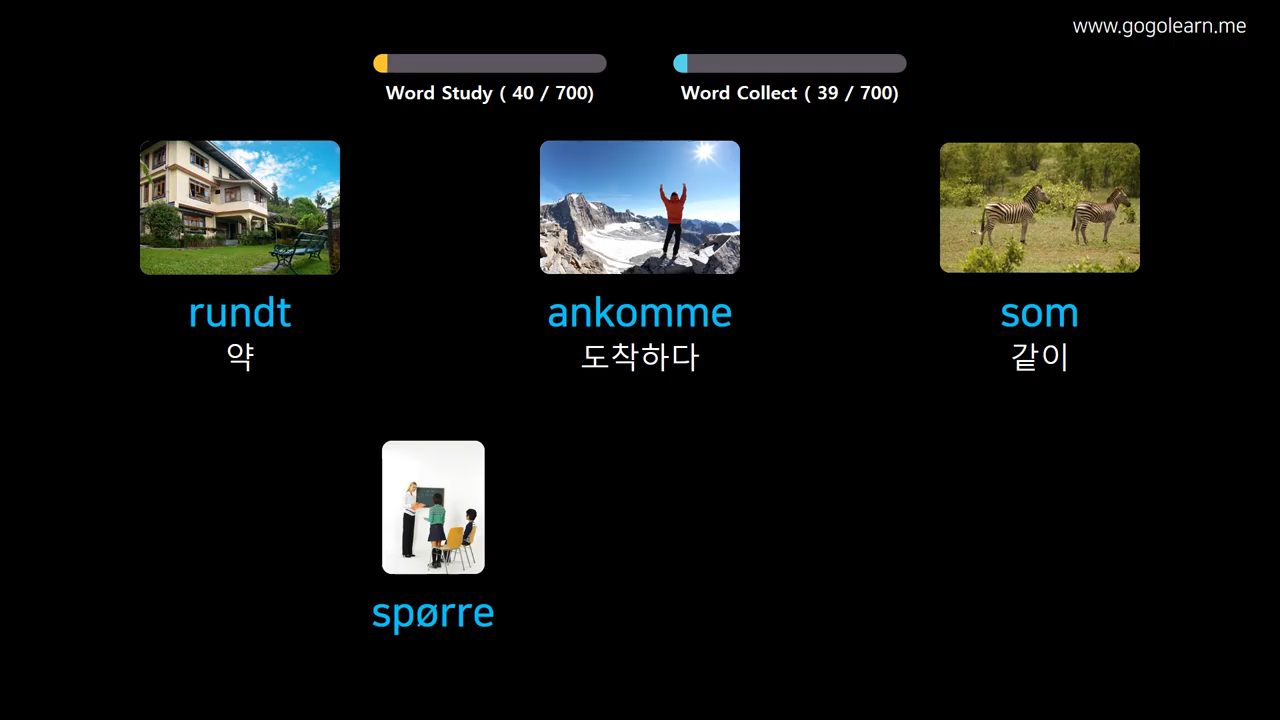 www.gogolearn.me
Word Study ( 40 / 700)
Word Collect ( 39 / 700)
rundt
약
ankomme
도착하다
som
같이
spørre